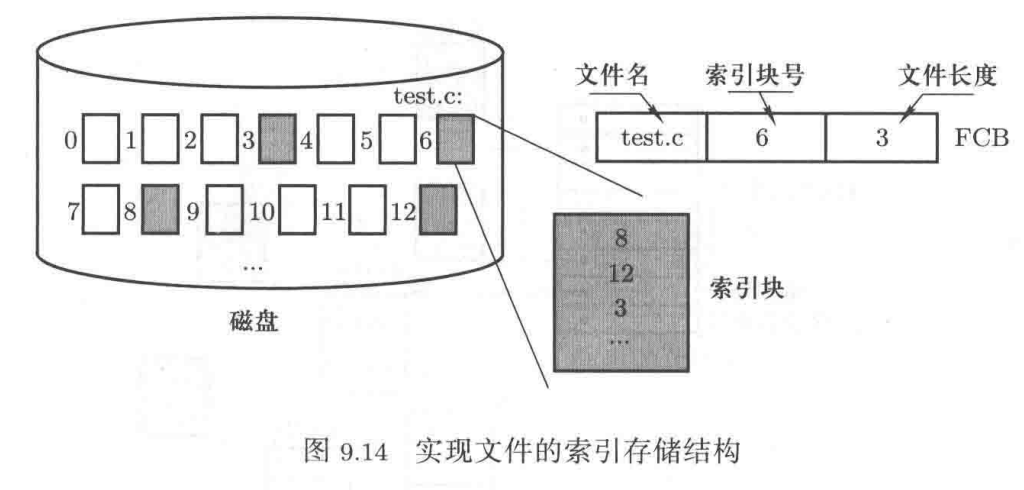 文件名 索引块号 文件长度
test.c 6 3 FCB
test.c:
0 1 2 3 4 5 6
7 8 9 10 11 12
...
磁盘
8
12
3
...
索引块
图 9.14 实现文件的索引存储结构